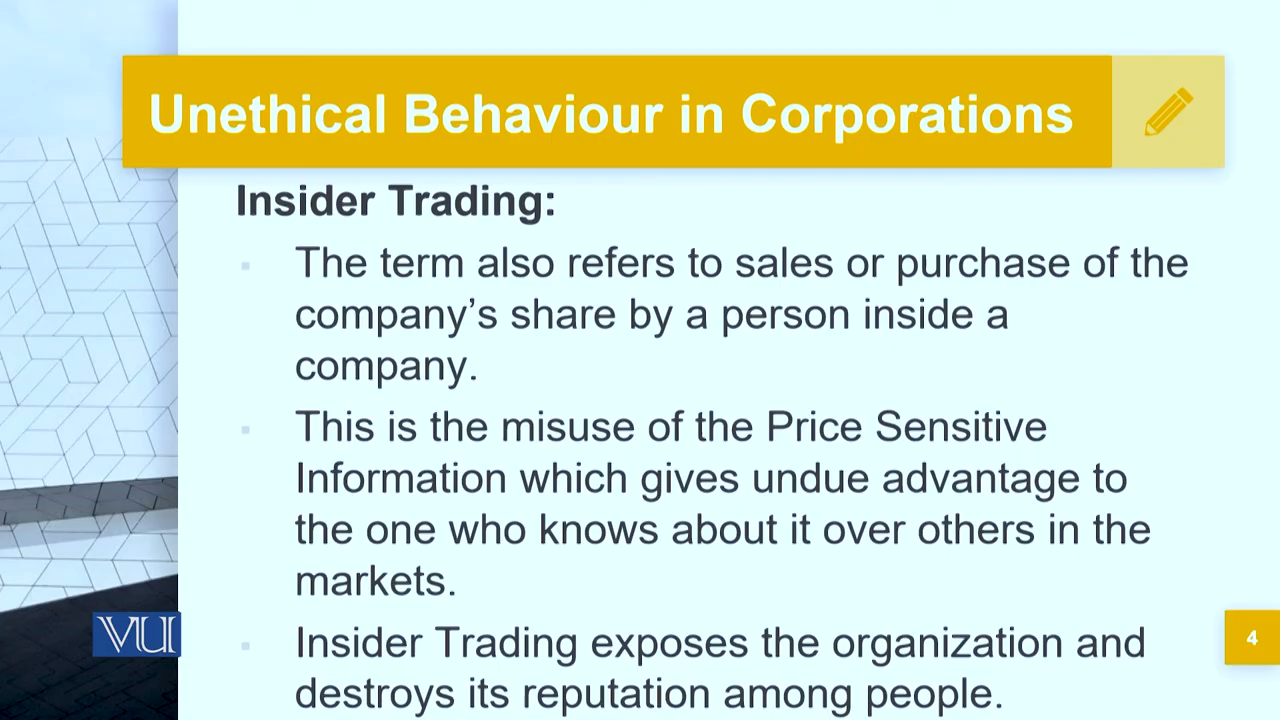 Unethical Behaviour in Corporations
Insider Trading:
▪ The term also refers to sales or purchase of the
company’s share by a person inside a
company.
▪ This is the misuse of the Price Sensitive
Information which gives undue advantage to
the one who knows about it over others in the
markets.
▪ Insider Trading exposes the organization and
destroys its reputation among people.
VU
4